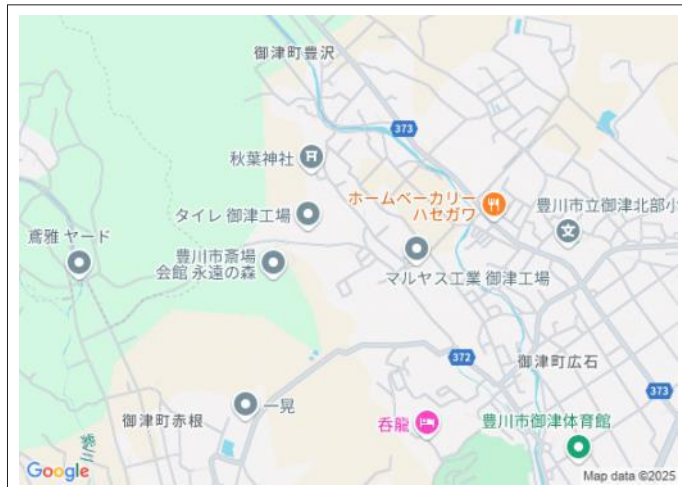 御津町豊沢
373
秋葉神社
ホームベーカリー
ハセガワ
タイレ 御津工場
豊川市立御津北部小
鳶雅 ヤード
豊川市斎場
会館 永遠の森
マルヤス工業 御津工場
372
御津町広石
373
一晃
御津町赤根
呑龍
豊川市御津体育館
Google
Map data ©2025